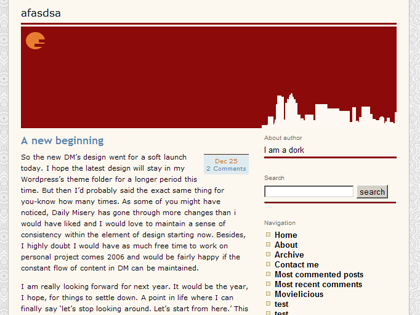 afasdsa
A new beginning
Dec 25
2 Comments
So the new DM's design went for a soft launch
today. I hope the latest design will stay in my
Wordpress's theme folder for a longer period this
time. But then I'd probably said the exact same thing for
you-know how many times. As some of you might have
noticed, Daily Misery has gone through more changes than i
would have liked and I would love to maintain a sense of
consistency within the element of design starting now. Besides,
I highly doubt I would have as much free time to work on
personal project comes 2006 and would be fairly happy if the
constant flow of content in DM can be maintained.
I am really looking forward for next year. It would be the year,
I hope, for things to settle down. A point in life where I can
finally say 'let's stop looking around. Let's start from here.' This
About author
I am a dork
Search
search
Navigation
Home
About
Archive
Contact me
Most commented posts
Most recent comments
Movielicious
test
test